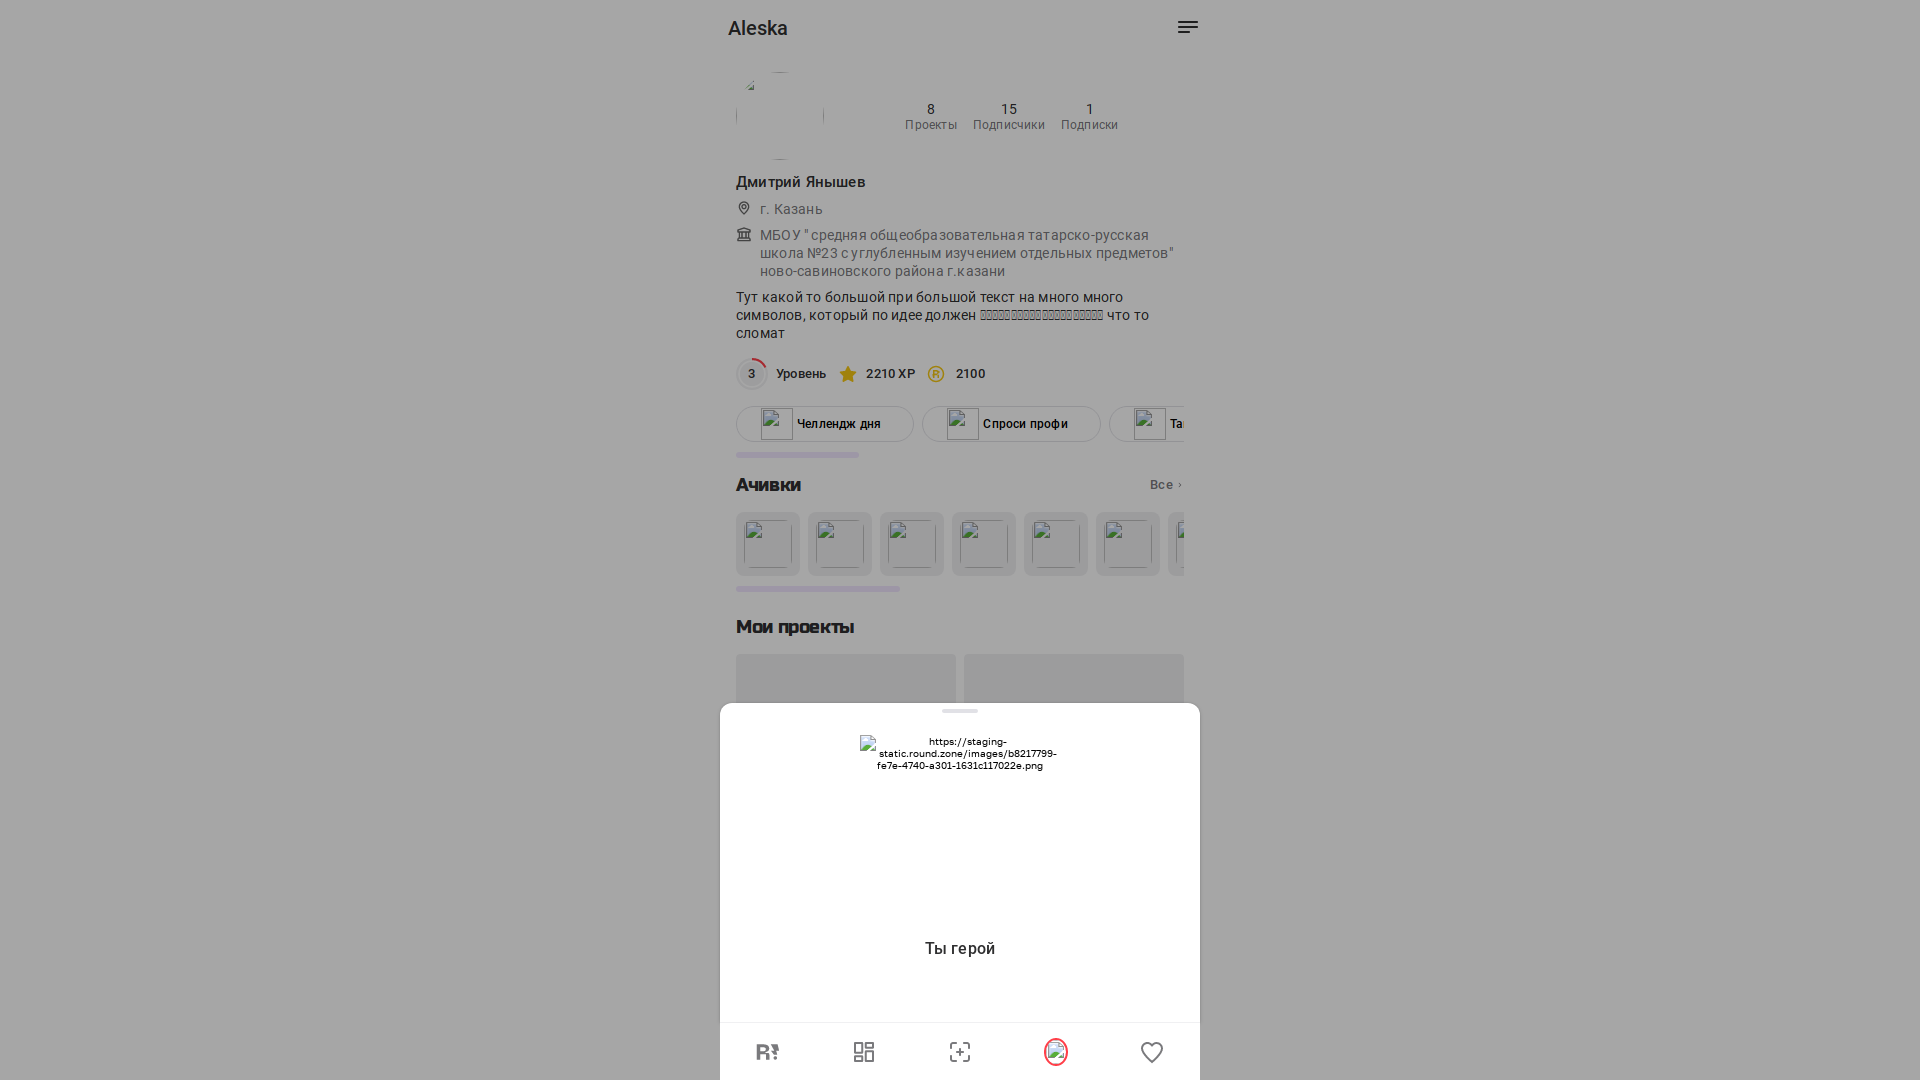 Aleska
8
15
1
Проекты
Подписчики
Подписки
Дмитрий Янышев
г. Казань
МБОУ " средняя общеобразовательная татарско-русская
школа №23 с углубленным изучением отдельных предметов"
ново-савиновского района г.казани
Тут какой то большой при большой текст на много много
символов, который по идее должен что то
сломат
3
Уровень
2210 XP
2100
Челлендж дня
Спроси профи
Ачивки
Все
Мои проекты
https://staging-
static.round.zone/images/b8217799-
fe7e-4740-a301-1631c117022e.png
Ты герой
R